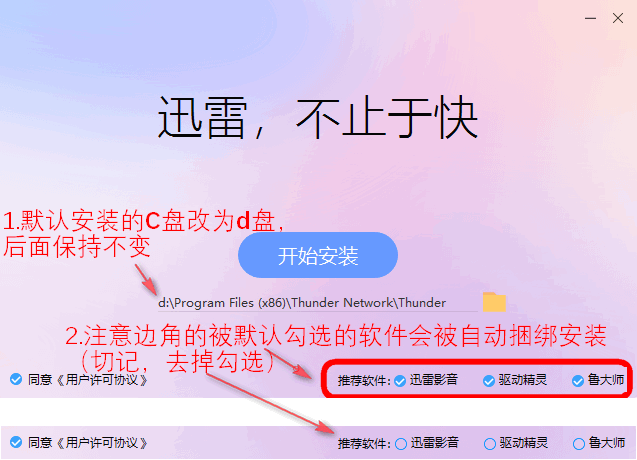 迅雷，不止于快
1.默认安装的C盘改为d盘，
后面保持不变
开始安装
d:\Program Files (x86)\Thunder Network\Thunder
2.注意边角的被默认勾选的软件会被自动捆绑安装
（切记，去掉勾选）
同意《用户许可协议》 推荐软件: 迅雷影音 驱动精灵 鲁大师
同意《用户许可协议》 推荐软件: 迅雷影音 驱动精灵 鲁大师